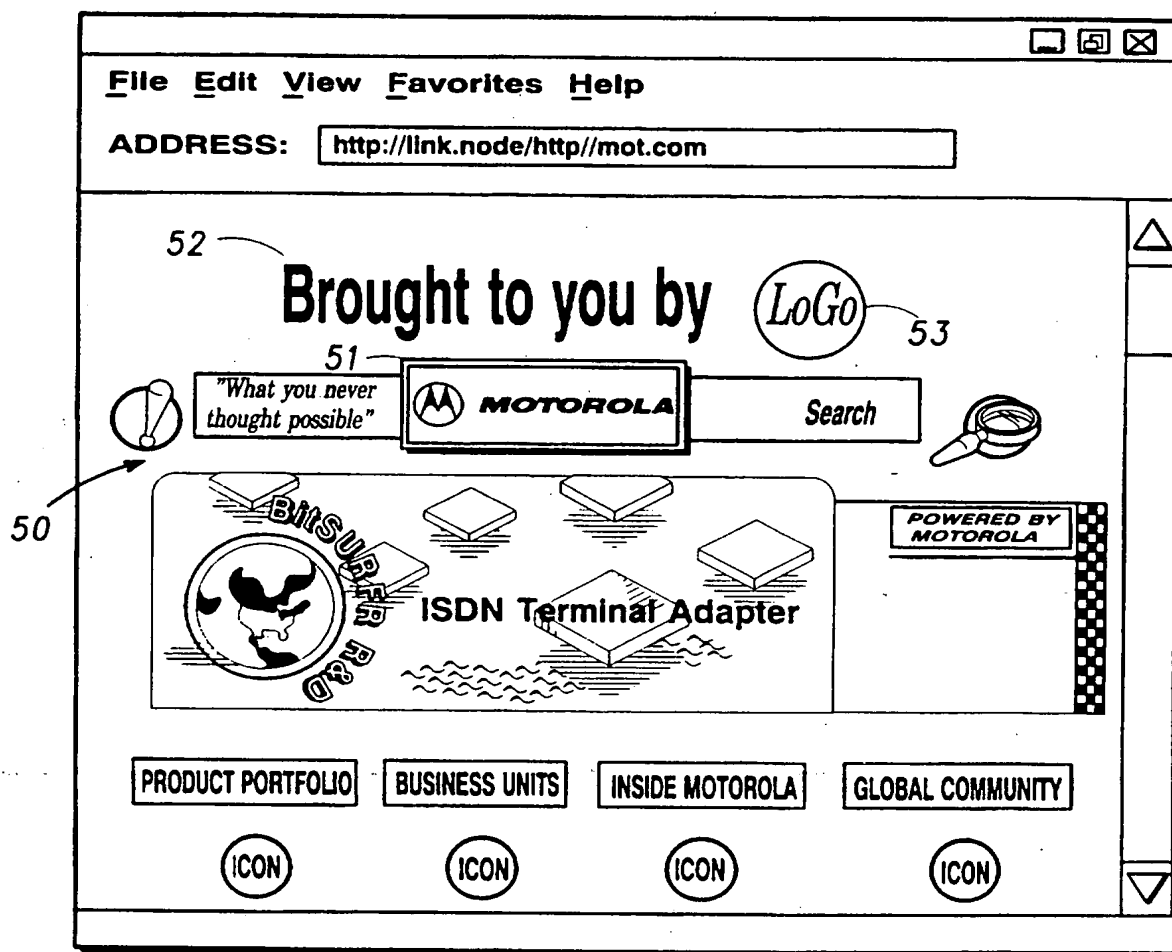 File Edit View Favorites Help
ADDRESS: http://link.node/http//mot.com
52
Brought to you by LoGo
53
51
"What you never
thought possible"
MOTOROLA
Search
50
BitSURFR R&D
ISDN Terminal Adapter
POWERED BY
MOTOROLA
PRODUCT PORTFOLIO BUSINESS UNITS INSIDE MOTOROLA GLOBAL COMMUNITY
ICON ICON ICON ICON